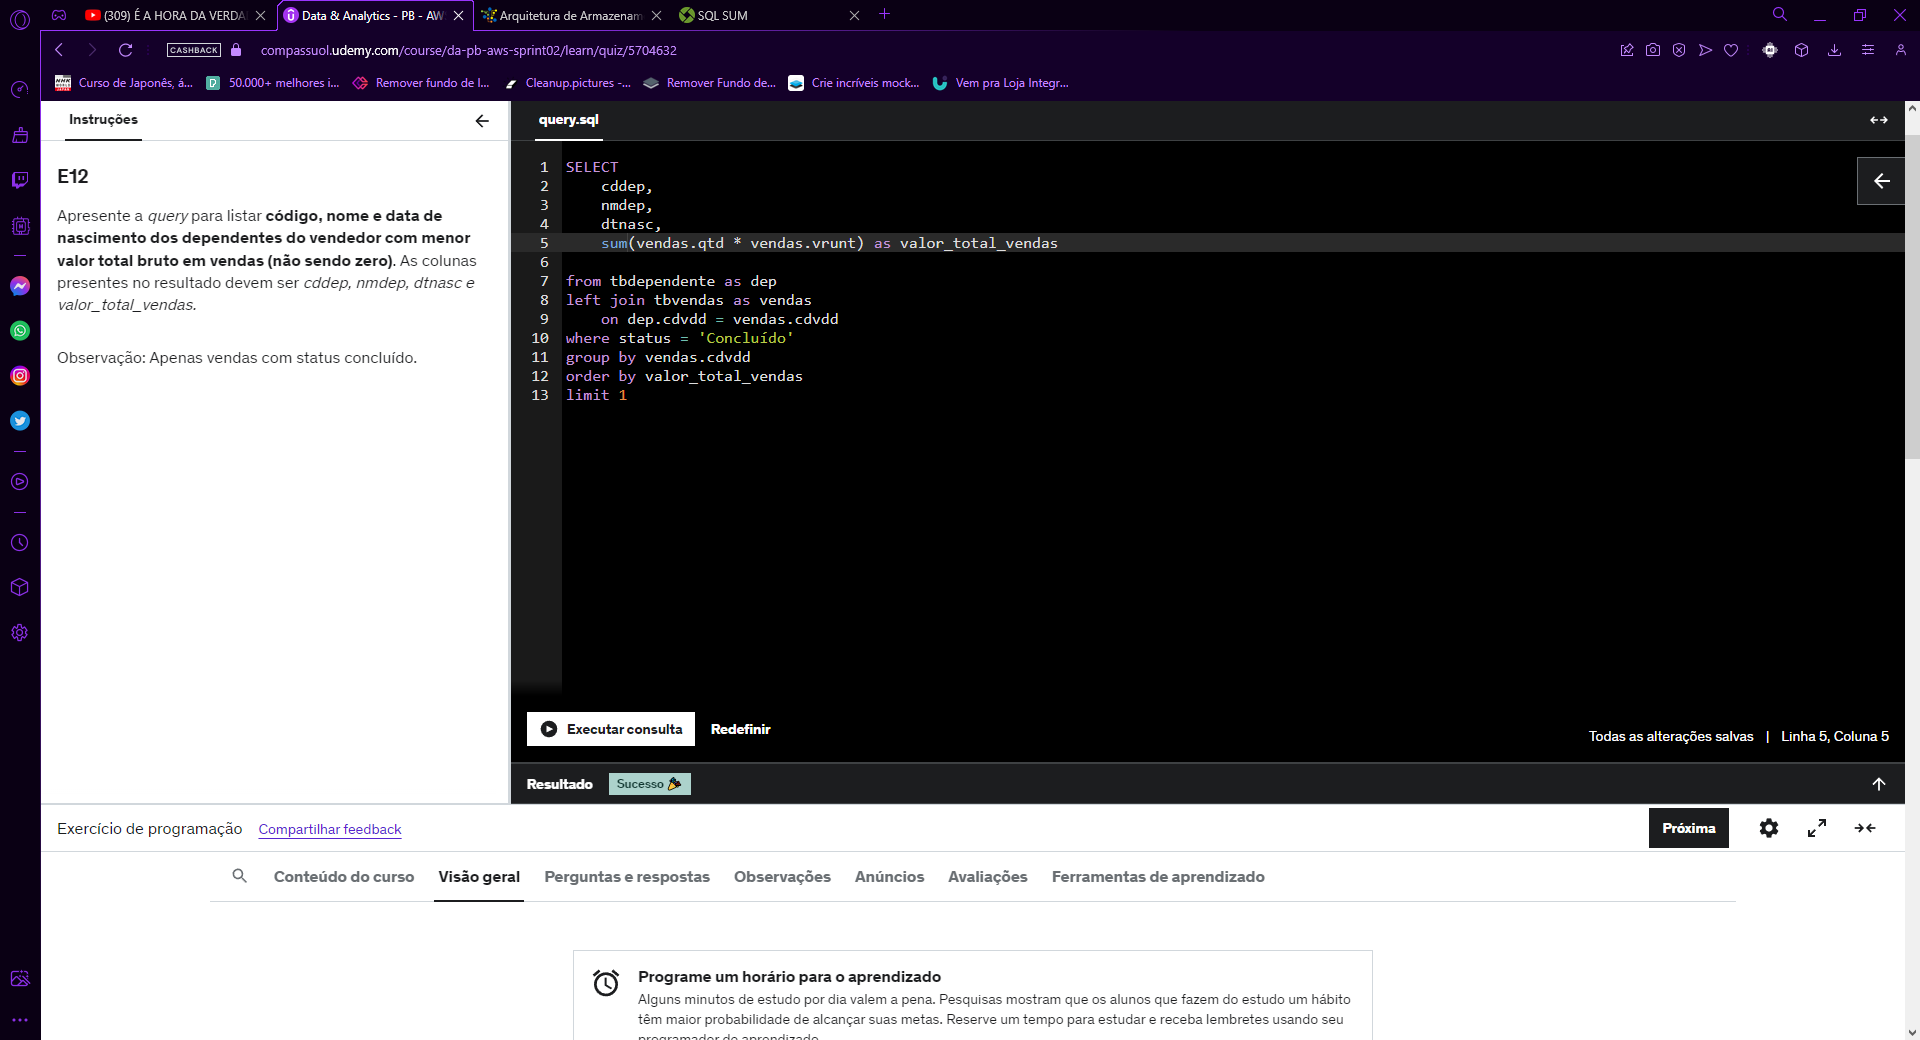 (309) É A HORA DA VERDA
Data & Analytics - PB - AW
Arquitetura de Armazenam
SQL SUM
CASHBACK
compassuol.udemy.com/course/da-pb-aws-sprint02/learn/quiz/5704632
Curso de Japonês, á...
50.000+ melhores i...
Remover fundo de I...
Cleanup.pictures -...
Remover Fundo de...
Crie incríveis mock...
Vem pra Loja Integr...
Instruções
E12
Apresente a query para listar código, nome e data de
nascimento dos dependentes do vendedor com menor
valor total bruto em vendas (não sendo zero). As colunas
presentes no resultado devem ser cddep, nmdep, dtnasc e
valor_total_vendas.
Observação: Apenas vendas com status concluído.
query.sql
1 SELECT
2 cddep,
3 nmdep,
4 dtnasc,
5 sum(vendas.qtd * vendas.vrunt) as valor_total_vendas
6
7 from tbdependente as dep
8 left join tbvendas as vendas
9 on dep.cdvdd = vendas.cdvdd
10 where status = 'Concluído'
11 group by vendas.cdvdd
12 order by valor_total_vendas
13 limit 1
Executar consulta
Redefinir
Todas as alterações salvas | Linha 5, Coluna 5
Resultado
Sucesso
Exercício de programação
Compartilhar feedback
Próxima
Conteúdo do curso
Visão geral
Perguntas e respostas
Observações
Anúncios
Avaliações
Ferramentas de aprendizado
Programe um horário para o aprendizado
Alguns minutos de estudo por dia valem a pena. Pesquisas mostram que os alunos que fazem do estudo um hábito
têm maior probabilidade de alcançar suas metas. Reserve um tempo para estudar e receba lembretes usando seu
programador de aprendizado.